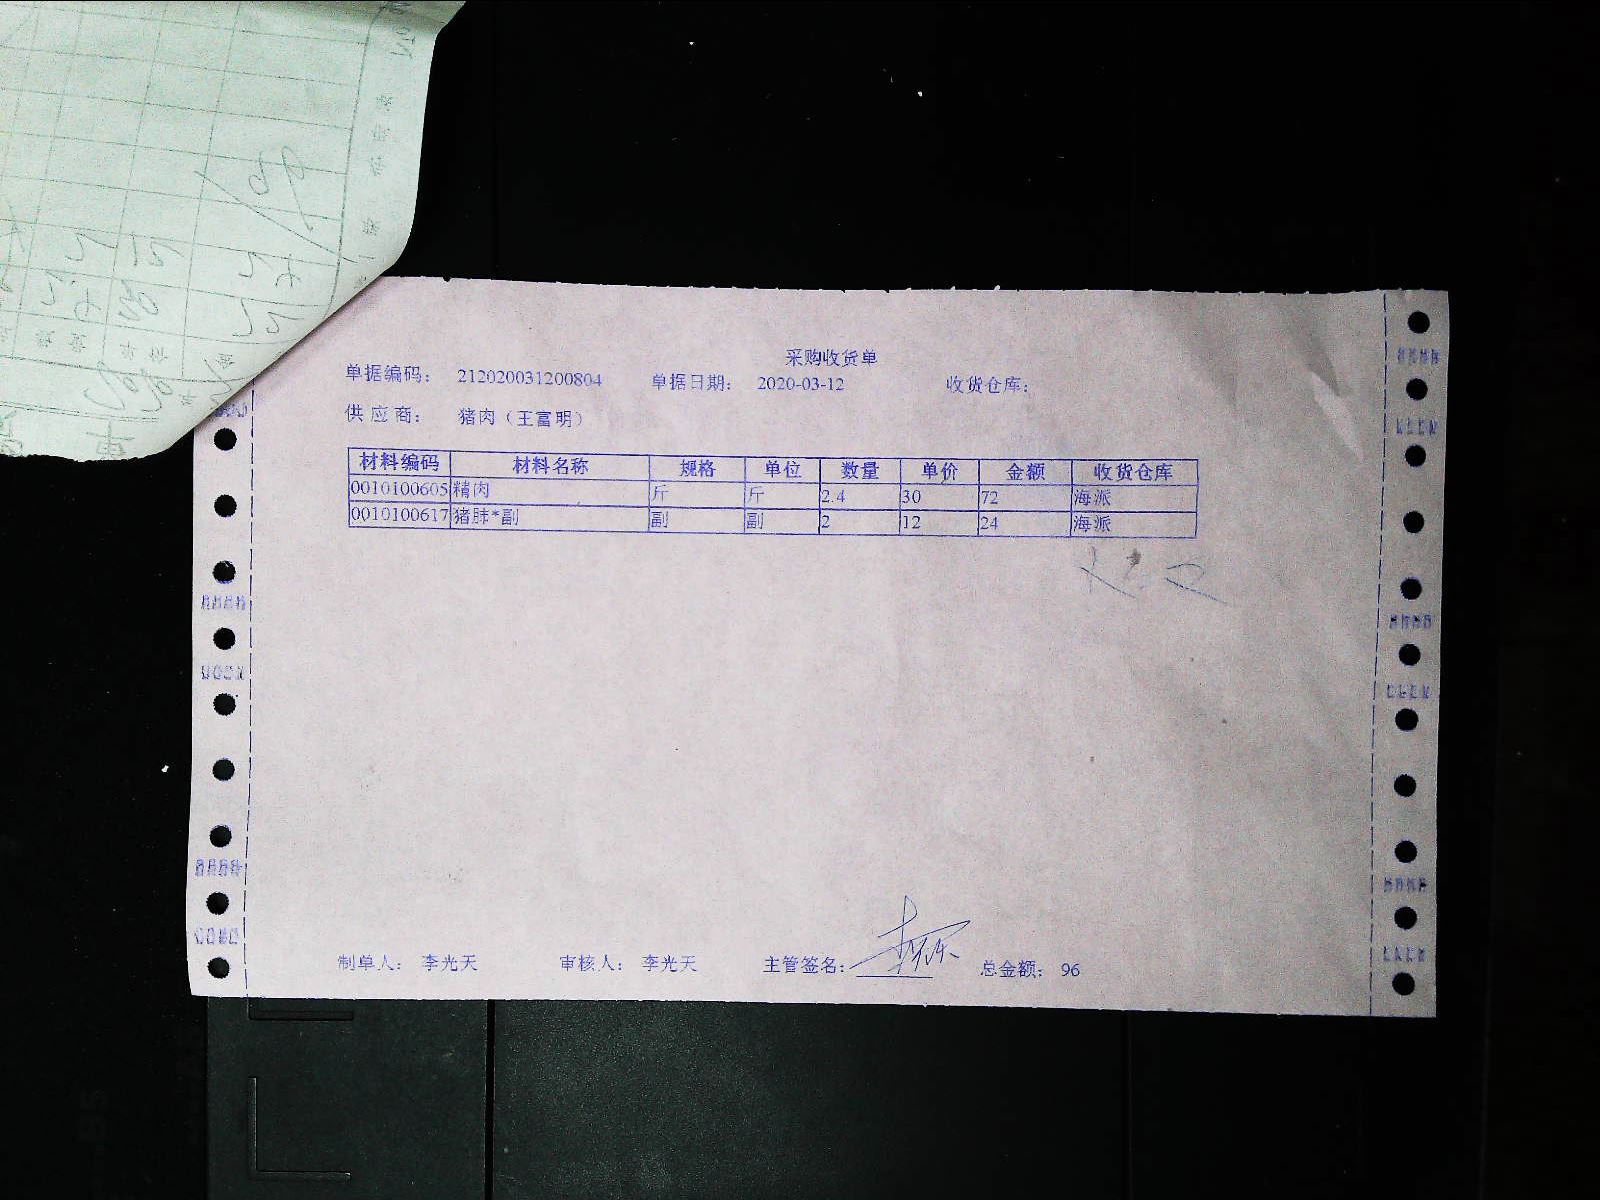 采购收货单
单据编码： 212020031200804 单据日期： 2020-03-12 收货仓库：
供应商： 猪肉（王富明）
材料编码 材料名称 规格 单位 数量 单价 金额 收货仓库
0010100605 精肉 斤 斤 2.4 30 72 海派
0010100617 猪肺*副 副 副 2 12 24 海派
制单人： 李光天 审核人： 李光天 主管签名： 总金额： 96